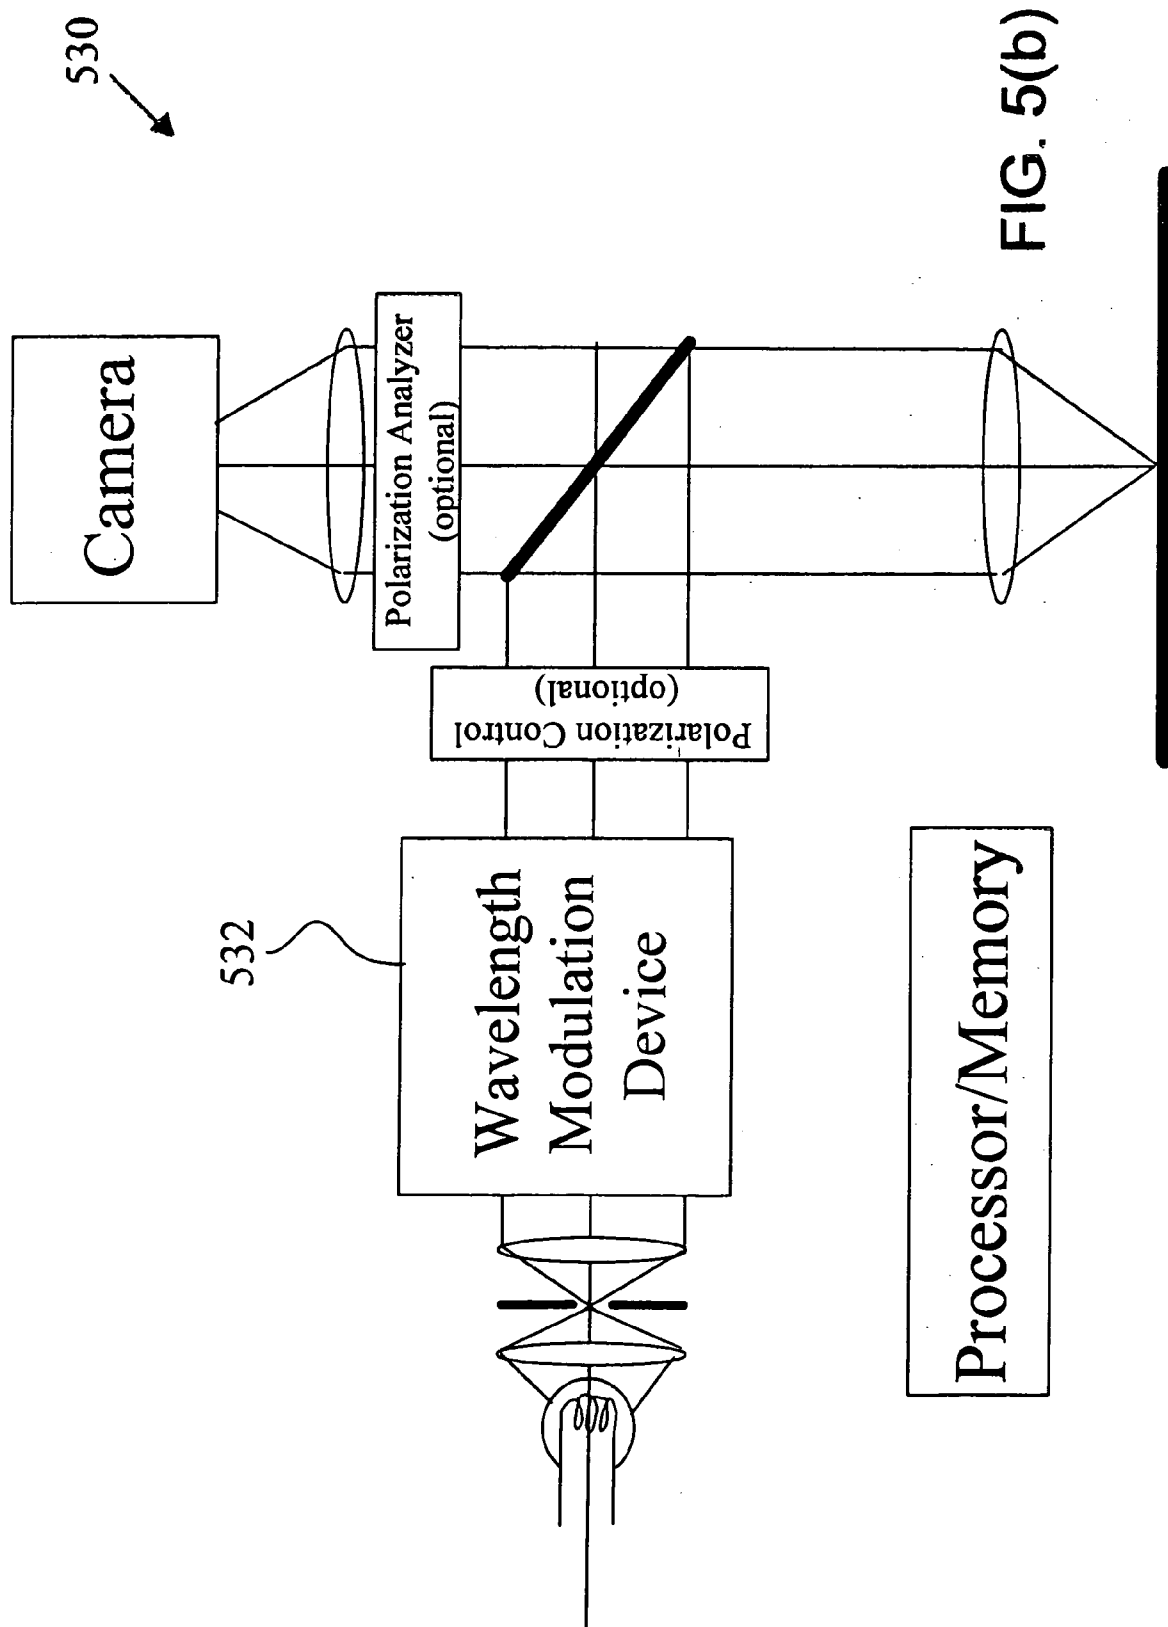 530
Camera
Polarization Analyzer
(optional)
Polarization Control
(optional)
532
Wavelength
Modulation
Device
Processor/Memory
FIG. 5(b)